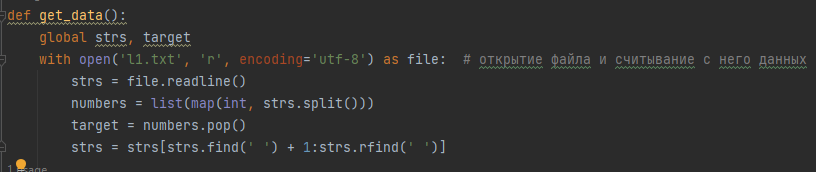 def get_data():
    global strs, target
    with open('l1.txt', 'r', encoding='utf-8') as file:  # открытие файла и считывание с него данных
        strs = file.readline()
        numbers = list(map(int, strs.split()))
        target = numbers.pop()
        strs = strs[strs.find(' ') + 1:strs.rfind(' ')]
1 usage